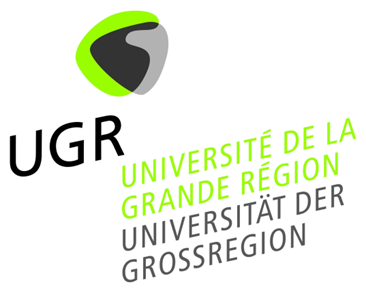 UGR
UNIVERSITÉ DE LA
GRANDE RÉGION
UNIVERSITÄT DER
GROSSREGION